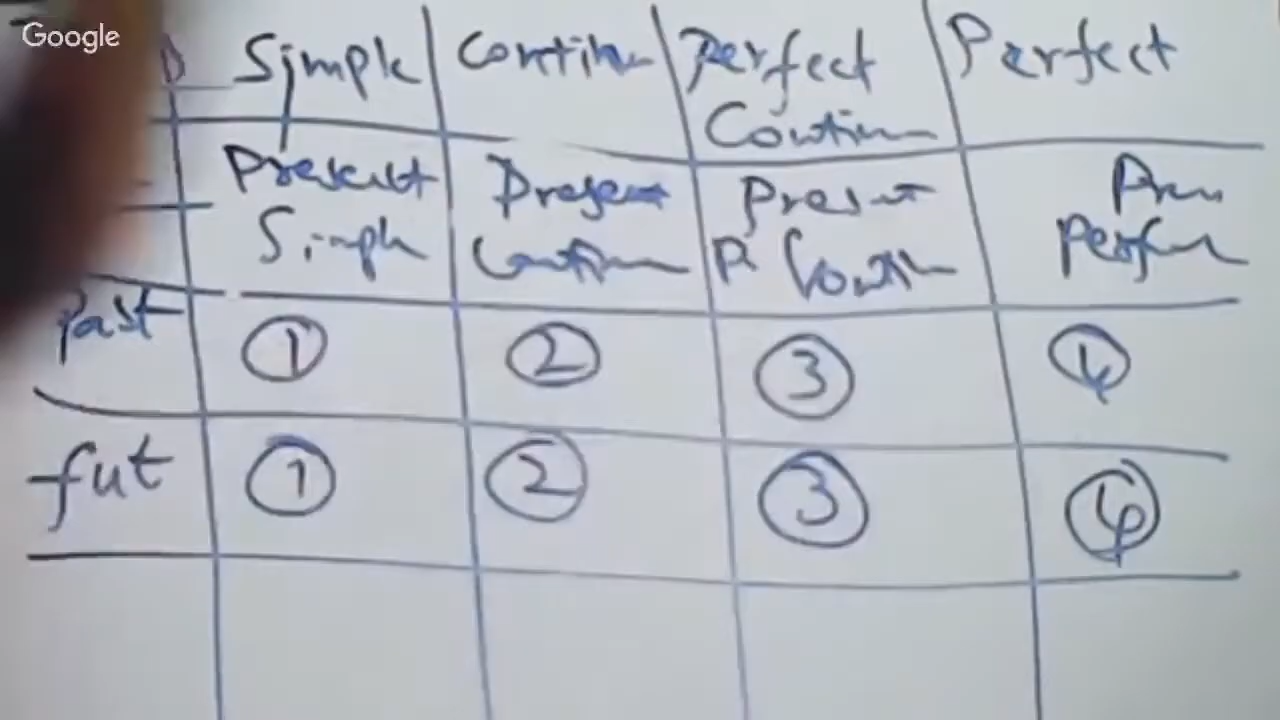 Google
Simple Continu Perfect Perfect
Continu
Present Present Present Pres
Simple Continu P Contin Perfec
Past 1 2 3 4
fut 1 2 3 4